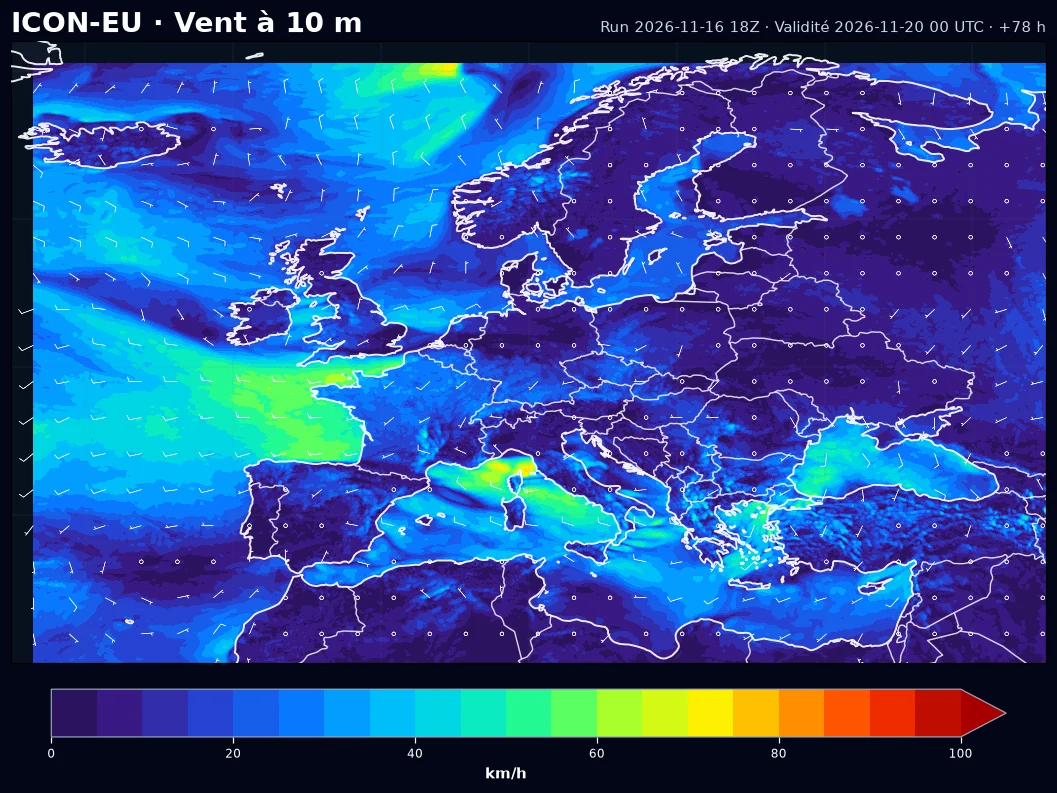 ICON-EU · Vent à 10 m
Run 2026-11-16 18Z · Validité 2026-11-20 00 UTC · +78 h
0 20 40 60 80 100
km/h